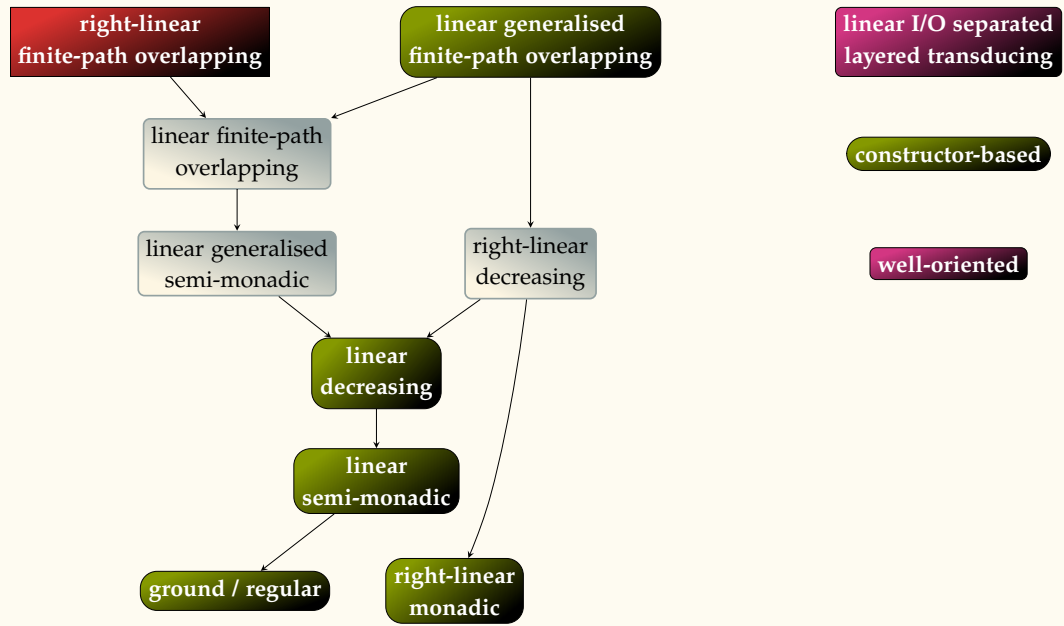 right-linear
finite-path overlapping
linear generalised
finite-path overlapping
linear I/O separated
layered transducing
linear finite-path
overlapping
constructor-based
linear generalised
semi-monadic
right-linear
decreasing
well-oriented
linear
decreasing
linear
semi-monadic
ground / regular
right-linear
monadic